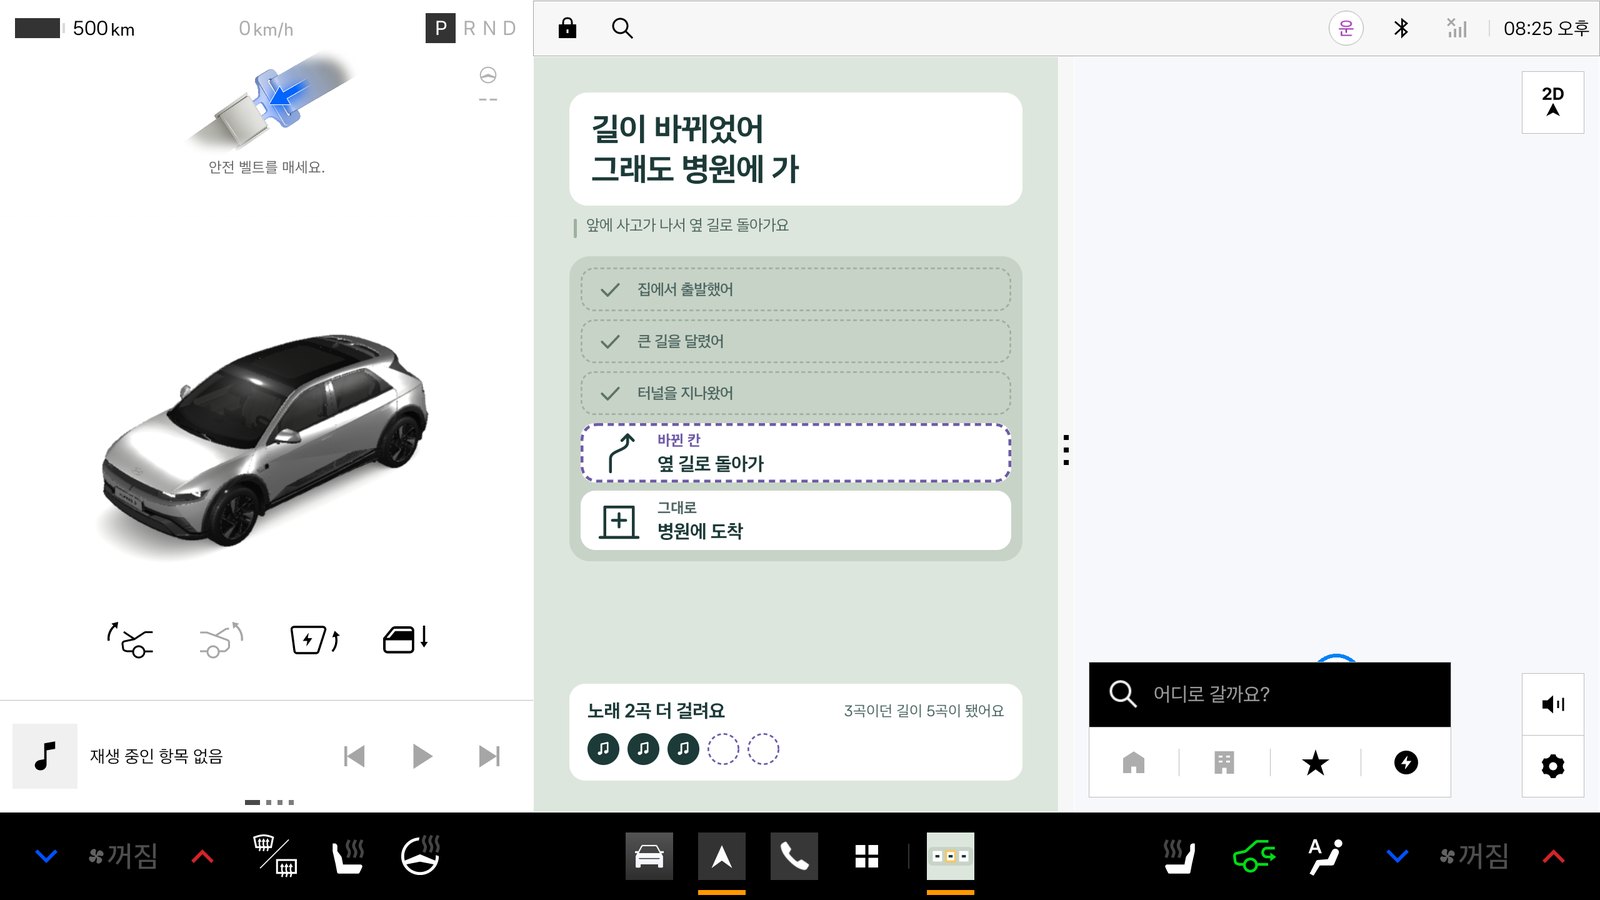 500 km
0 km/h
P R N D
운
08:25 오후
--
안전 벨트를 매세요.
길이 바뀌었어
그래도 병원에 가
앞에 사고가 나서 옆 길로 돌아가요
집에서 출발했어
큰 길을 달렸어
터널을 지나왔어
바뀐 칸
옆 길로 돌아가
그대로
병원에 도착
노래 2곡 더 걸려요
3곡이던 길이 5곡이 됐어요
2D
어디로 갈까요?
재생 중인 항목 없음
꺼짐
A
꺼짐